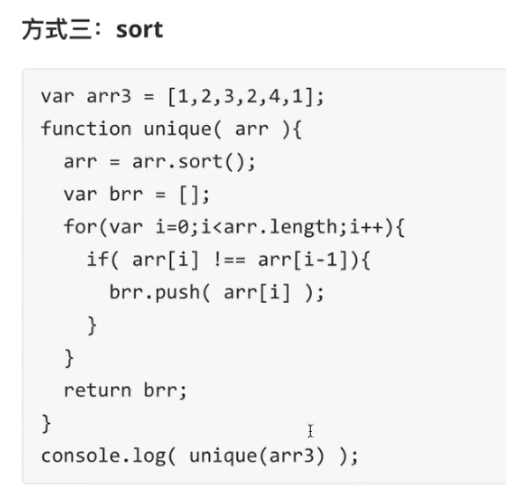 方式三：sort
var arr3 = [1,2,3,2,4,1];
function unique( arr ){
  arr = arr.sort();
  var brr = [];
  for(var i=0;i<arr.length;i++){
    if( arr[i] !== arr[i-1]){
      brr.push( arr[i] );
    }
  }
  return brr;
}
console.log( unique(arr3) );